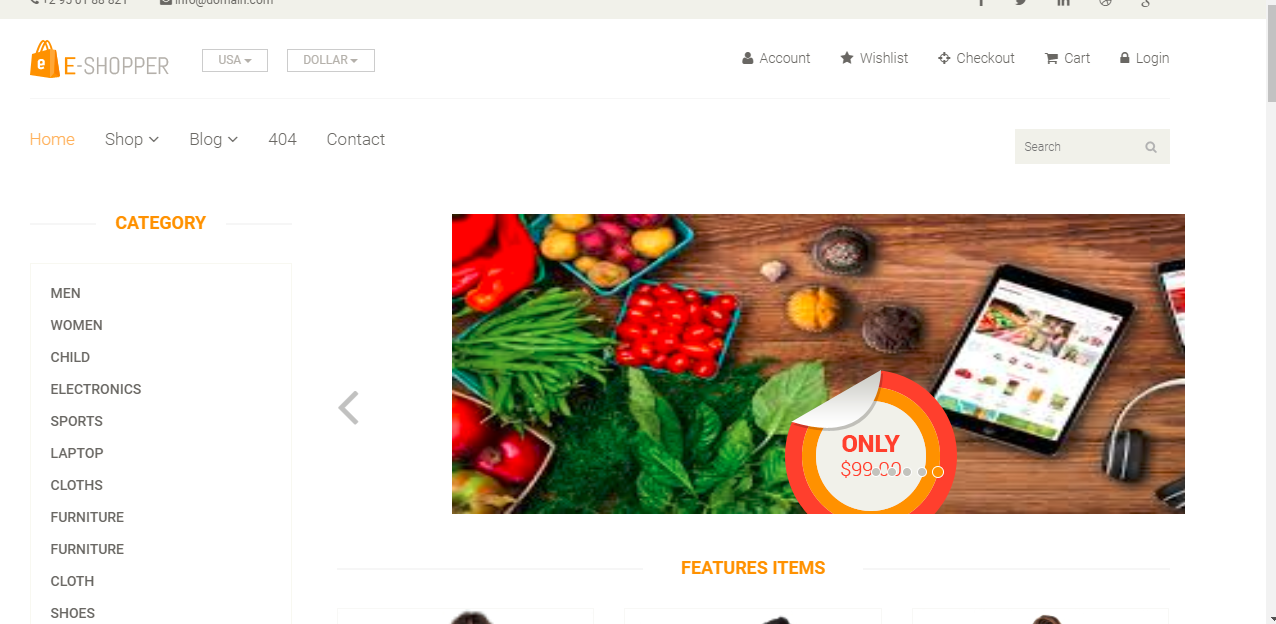 +2 95 01 88 821 info@domain.com
E-SHOPPER USA DOLLAR Account Wishlist Checkout Cart Login
Home Shop Blog 404 Contact
Search
CATEGORY
MEN
WOMEN
CHILD
ELECTRONICS
SPORTS
LAPTOP
CLOTHS
FURNITURE
FURNITURE
CLOTH
SHOES
ONLY
$99.00
FEATURES ITEMS